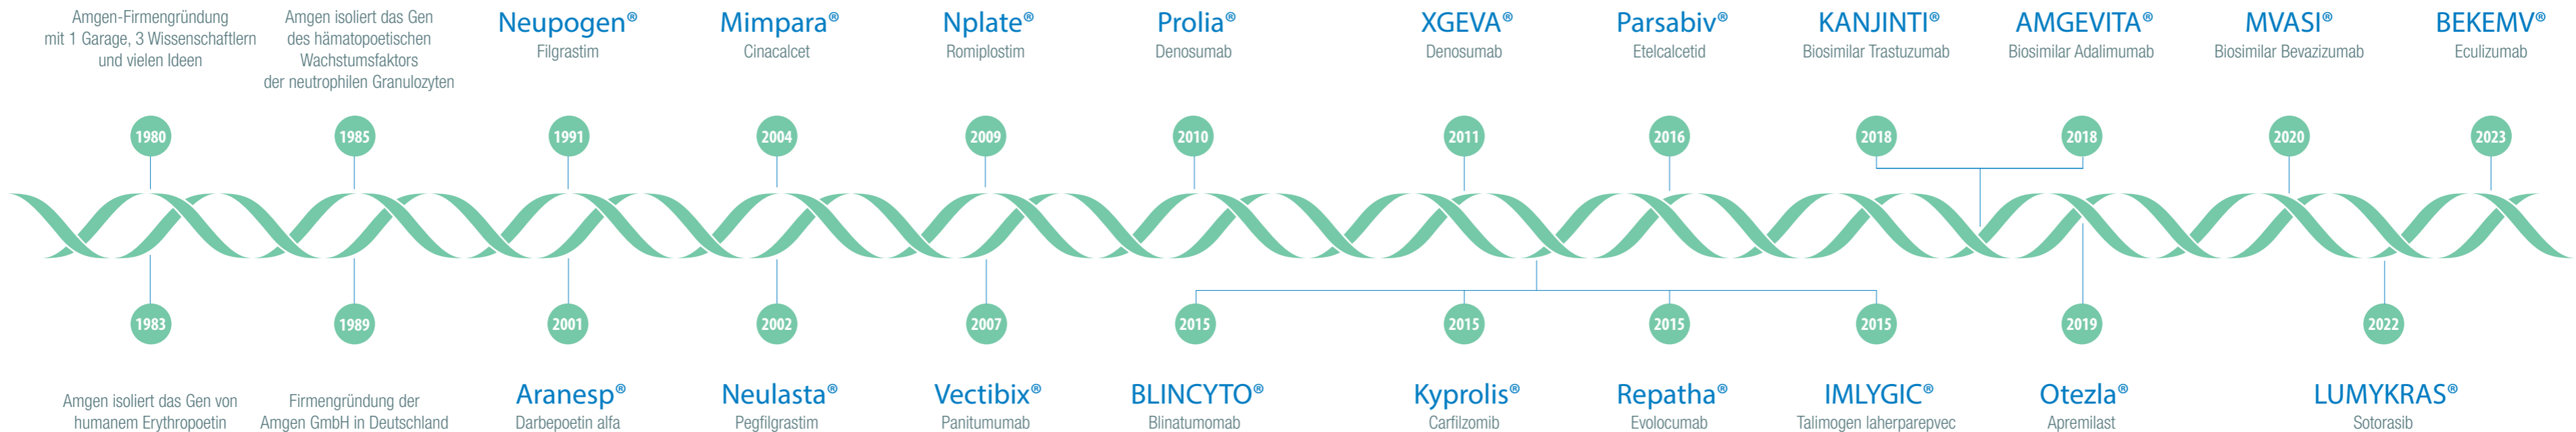 Amgen-Firmengründung
mit 1 Garage, 3 Wissenschaftlern
und vielen Ideen
1980
Amgen isoliert das Gen
des hämatopoetischen
Wachstumsfaktors
der neutrophilen Granulozyten
1985
Neupogen®
Filgrastim
1991
Mimpara®
Cinacalcet
2004
Nplate®
Romiplostim
2009
Prolia®
Denosumab
2010
XGEVA®
Denosumab
2011
Parsabiv®
Etelcalcetid
2016
KANJINTI®
Biosimilar Trastuzumab
2018
AMGEVITA®
Biosimilar Adalimumab
2018
MVASI®
Biosimilar Bevazizumab
2020
BEKEMV®
Eculizumab
2023
1983
Amgen isoliert das Gen von
humanem Erythropoetin
1989
Firmengründung der
Amgen GmbH in Deutschland
2001
Aranesp®
Darbepoetin alfa
2002
Neulasta®
Pegfilgrastim
2007
Vectibix®
Panitumumab
2015
BLINCYTO®
Blinatumomab
2015
Kyprolis®
Carfilzomib
2015
Repatha®
Evolocumab
2015
IMLYGIC®
Talimogen laherparepvec
2019
Otezla®
Apremilast
2022
LUMYKRAS®
Sotorasib